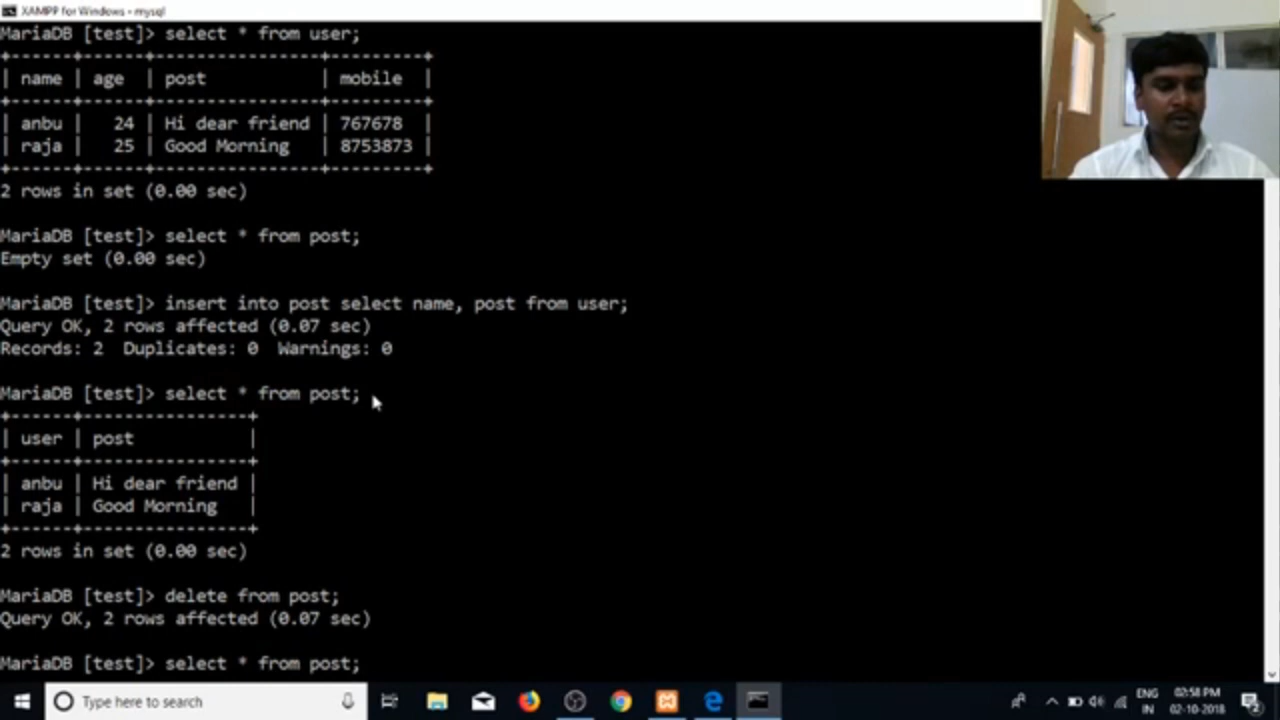 XAMPP for Windows - mysql
MariaDB [test]> select * from user;
+------+------+----------------+---------+
| name | age  | post           | mobile  |
+------+------+----------------+---------+
| anbu |   24 | Hi dear friend | 767678  |
| raja |   25 | Good Morning   | 8753873 |
+------+------+----------------+---------+
2 rows in set (0.00 sec)
MariaDB [test]> select * from post;
Empty set (0.00 sec)
MariaDB [test]> insert into post select name, post from user;
Query OK, 2 rows affected (0.07 sec)
Records: 2  Duplicates: 0  Warnings: 0
MariaDB [test]> select * from post;
+------+----------------+
| user | post           |
+------+----------------+
| anbu | Hi dear friend |
| raja | Good Morning   |
+------+----------------+
2 rows in set (0.00 sec)
MariaDB [test]> delete from post;
Query OK, 2 rows affected (0.07 sec)
MariaDB [test]> select * from post;
Type here to search
ENG
IN
02:58 PM
02-10-2018
2